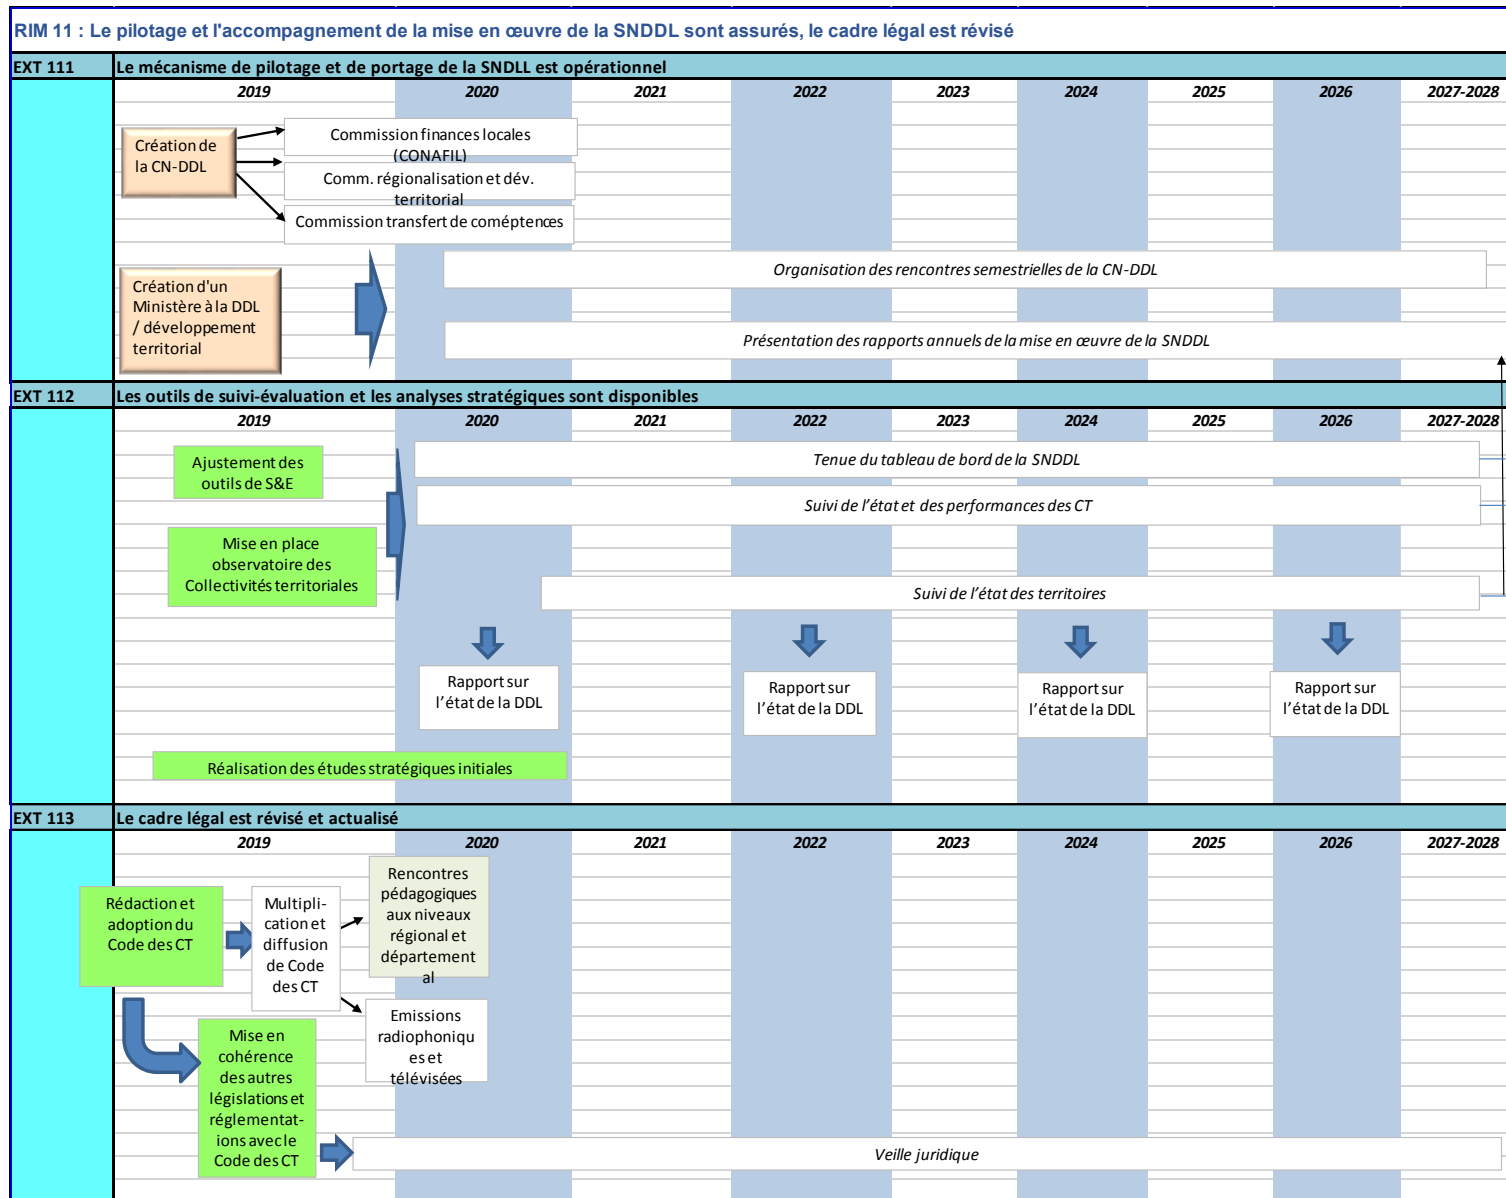 RIM 11 : Le pilotage et l'accompagnement de la mise en œuvre de la SNDDL sont assurés, le cadre légal est révisé
EXT 111 Le mécanisme de pilotage et de portage de la SNDLL est opérationnel
2019 2020 2021 2022 2023 2024 2025 2026 2027-2028
Création de
la CN-DDL
Commission finances locales
(CONAFIL)
Comm. régionalisation et dév.
territorial
Commission transfert de coméptences
Création d'un
Ministère à la DDL
/ développement
territorial
Organisation des rencontres semestrielles de la CN-DDL
Présentation des rapports annuels de la mise en œuvre de la SNDDL
EXT 112 Les outils de suivi-évaluation et les analyses stratégiques sont disponibles
2019 2020 2021 2022 2023 2024 2025 2026 2027-2028
Ajustement des
outils de S&E
Mise en place
observatoire des
Collectivités territoriales
Tenue du tableau de bord de la SNDDL
Suivi de l'état et des performances des CT
Suivi de l'état des territoires
Rapport sur
l'état de la DDL
Rapport sur
l'état de la DDL
Rapport sur
l'état de la DDL
Rapport sur
l'état de la DDL
Réalisation des études stratégiques initiales
EXT 113 Le cadre légal est révisé et actualisé
2019 2020 2021 2022 2023 2024 2025 2026 2027-2028
Rédaction et
adoption du
Code des CT
Multipli-
cation et
diffusion
de Code
des CT
Rencontres
pédagogiques
aux niveaux
régional et
département
al
Emissions
radiophoniqu
es et
télévisées
Mise en
cohérence
des autres
législations et
réglementat-
ions avec le
Code des CT
Veille juridique